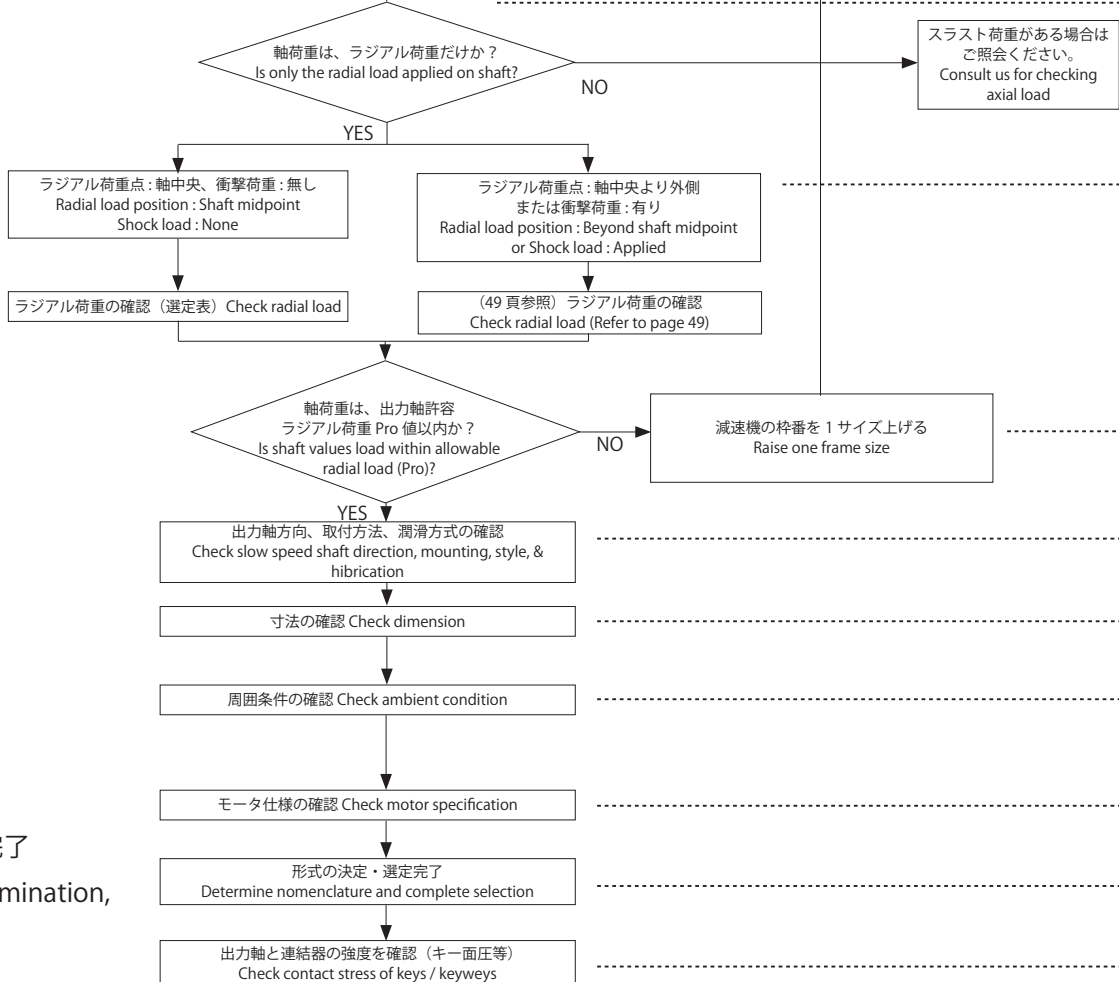 軸荷重は、ラジアル荷重だけか？
Is only the radial load applied on shaft?
NO
スラスト荷重がある場合は
ご照会ください。
Consult us for checking
axial load
YES
ラジアル荷重点 : 軸中央、衝撃荷重 : 無し
Radial load position : Shaft midpoint
Shock load : None
ラジアル荷重点 : 軸中央より外側
または衝撃荷重 : 有り
Radial load position : Beyond shaft midpoint
or Shock load : Applied
ラジアル荷重の確認（選定表）Check radial load
（49 頁参照）ラジアル荷重の確認
Check radial load (Refer to page 49)
軸荷重は、出力軸許容
ラジアル荷重 Pro 値以内か？
Is shaft values load within allowable
radial load (Pro)?
NO
減速機の枠番を 1 サイズ上げる
Raise one frame size
YES
出力軸方向、取付方法、潤滑方式の確認
Check slow speed shaft direction, mounting, style, &
hibrication
寸法の確認 Check dimension
周囲条件の確認 Check ambient condition
モータ仕様の確認 Check motor specification
完了
mination,
形式の決定・選定完了
Determine nomenclature and complete selection
出力軸と連結器の強度を確認（キー面圧等）
Check contact stress of keys / keyweys